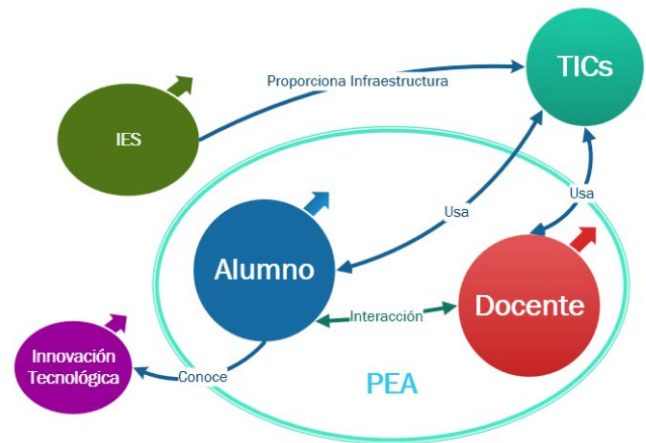 TICs
Proporciona Infraestructura
IES
Usa
Usa
Alumno
Docente
Interacción
Innovación
Tecnológica
Conoce
PEA